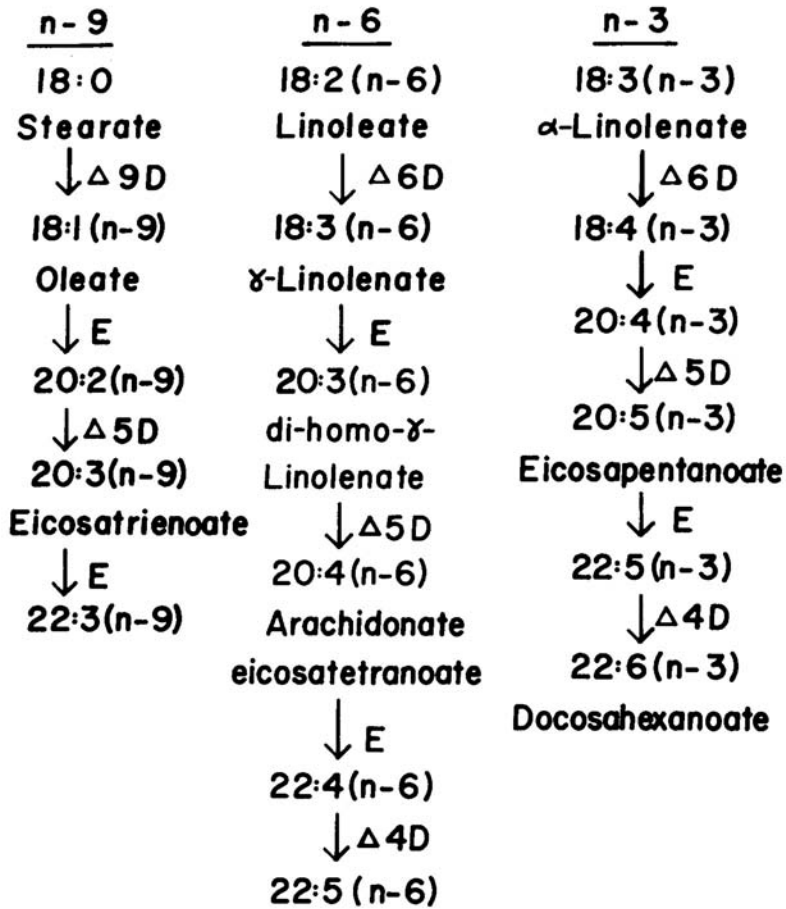 n-9
18:0
Stearate
↓ Δ9D
18:1(n-9)
Oleate
↓ E
20:2(n-9)
↓ Δ5D
20:3(n-9)
Eicosatrienoate
↓ E
22:3(n-9)
n-6
18:2(n-6)
Linoleate
↓ Δ6D
18:3(n-6)
γ-Linolenate
↓ E
20:3(n-6)
di-homo-γ-
Linolenate
↓ Δ5D
20:4(n-6)
Arachidonate
eicosatetranoate
↓ E
22:4(n-6)
↓ Δ4D
22:5(n-6)
n-3
18:3(n-3)
α-Linolenate
↓ Δ6D
18:4(n-3)
↓ E
20:4(n-3)
↓ Δ5D
20:5(n-3)
Eicosapentanoate
↓ E
22:5(n-3)
↓ Δ4D
22:6(n-3)
Docosahexanoate